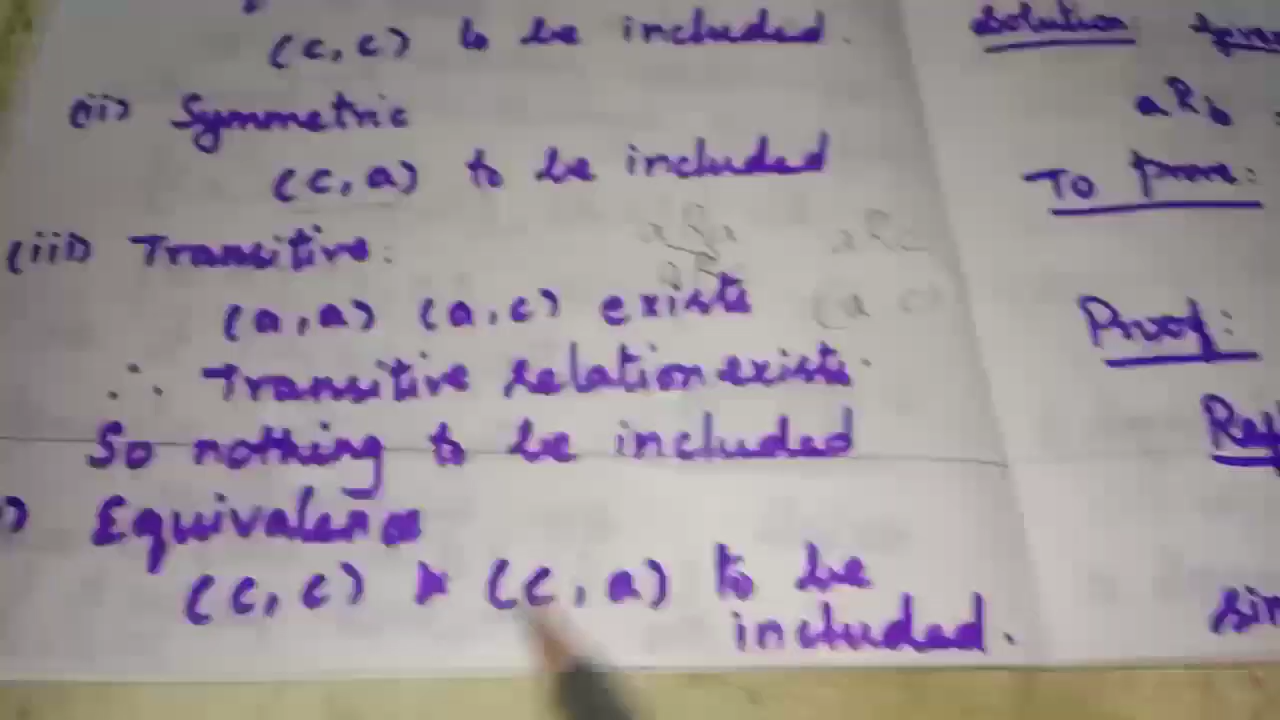 (c, c) to be included.
(ii) Symmetric
(c, a) to be included
(iii) Transitive:
(a, a) (a, c) exists
∴ Transitive relation exists.
So nothing to be included
) Equivalence
(c, c) & (c, a) to be
included.
Solution
aRb
To prove:
Proof: